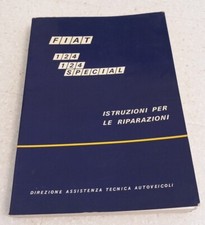 FIAT
124
124
SPECIAL
ISTRUZIONI PER
LE RIPARAZIONI
DIREZIONE ASSISTENZA TECNICA AUTOVEICOLI